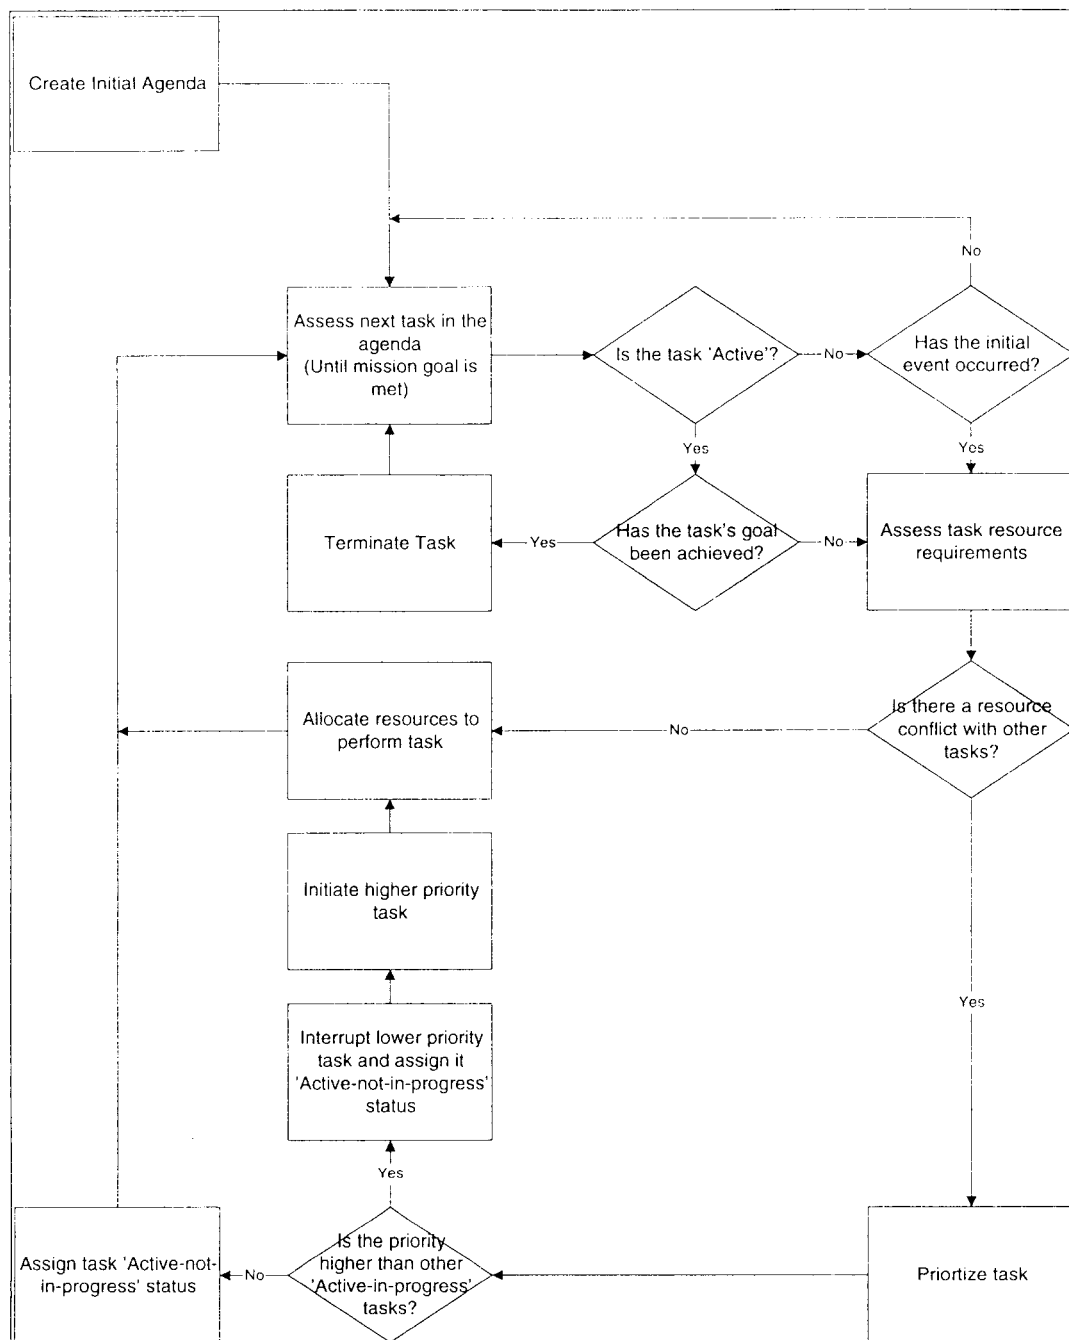 Create Initial Agenda
No
Assess next task in the
agenda
(Until mission goal is
met)
Is the task 'Active'?
No
Has the initial
event occurred?
Yes
Yes
Terminate Task
Yes
Has the task's goal
been achieved?
No
Assess task resource
requirements
Allocate resources to
perform task
No
Is there a resource
conflict with other
tasks?
Initiate higher priority
task
Yes
Interrupt lower priority
task and assign it
'Active-not-in-progress'
status
Yes
Assign task 'Active-not-
in-progress' status
No
Is the priority
higher than other
'Active-in-progress'
tasks?
Priortize task